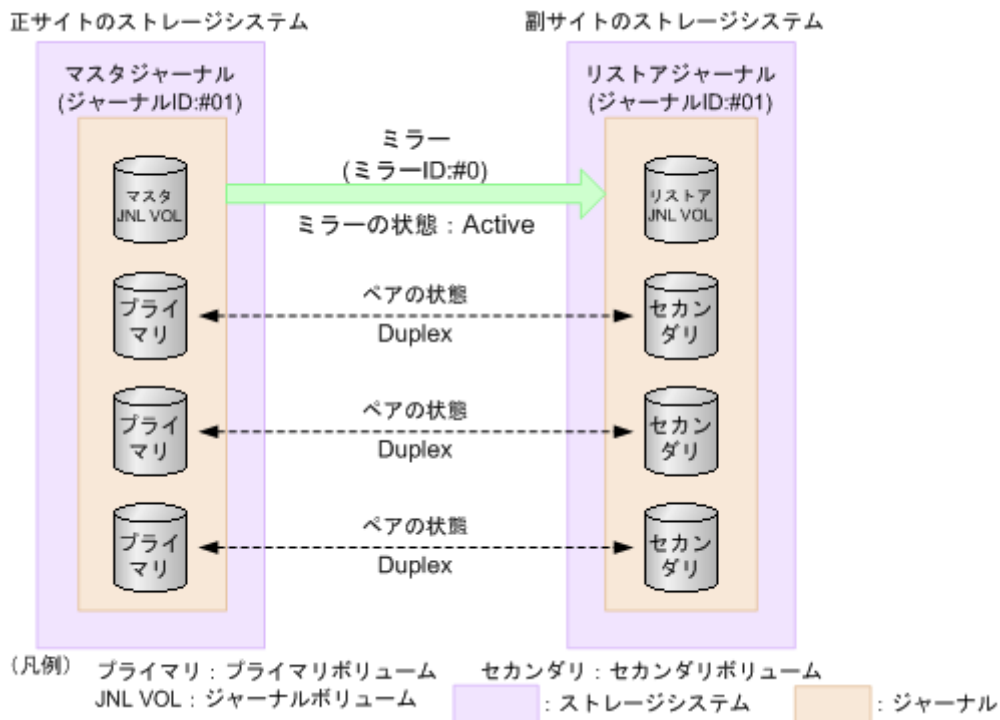 正サイトのストレージシステム
副サイトのストレージシステム
マスタジャーナル
(ジャーナルID:#01)
リストアジャーナル
(ジャーナルID:#01)
ミラー
(ミラーID:#0)
ミラーの状態：Active
マスタ
JNL VOL
リストア
JNL VOL
プライ
マリ
ペアの状態
Duplex
セカン
ダリ
プライ
マリ
ペアの状態
Duplex
セカン
ダリ
プライ
マリ
ペアの状態
Duplex
セカン
ダリ
(凡例) プライマリ：プライマリボリューム セカンダリ：セカンダリボリューム
JNL VOL：ジャーナルボリューム ：ストレージシステム ：ジャーナル